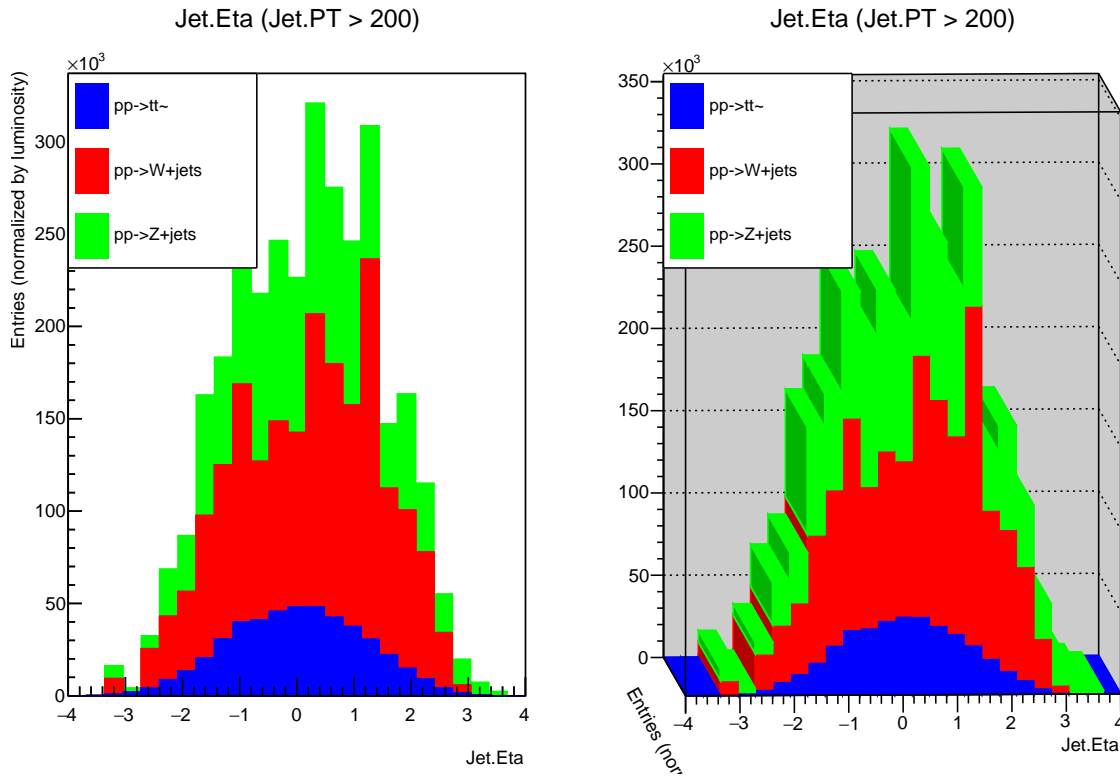 Jet.Eta (Jet.PT > 200)
×10³
Entries (normalized by luminosity)
pp->tt~
pp->W+jets
pp->Z+jets
300
250
200
150
100
50
0
−4 −3 −2 −1 0 1 2 3 4
Jet.Eta
Jet.Eta (Jet.PT > 200)
×10³
350
pp->tt~
pp->W+jets
pp->Z+jets
300
250
200
150
100
50
0
−4 −3 −2 −1 0 1 2 3 4
Entries (nor
Jet.Eta